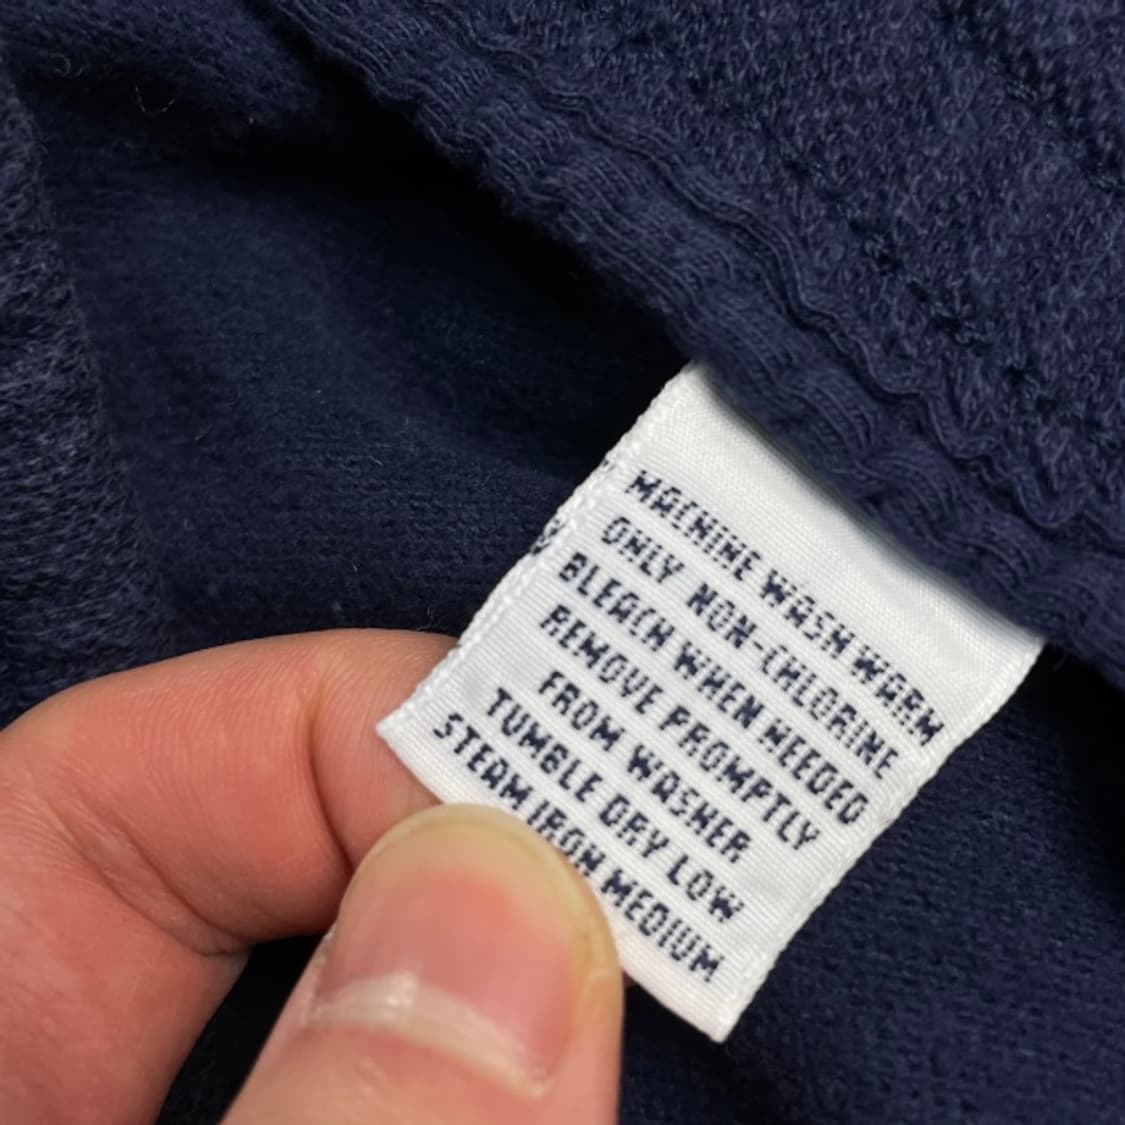 MACHINE WASH WARM
ONLY NON-CHLORINE
BLEACH WHEN NEEDED
REMOVE PROMPTLY
FROM WASHER
TUMBLE DRY LOW
STEAM IRON MEDIUM